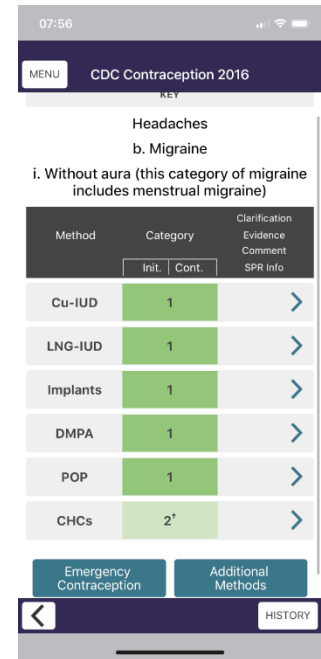 07:56
MENU
CDC Contraception 2016
KEY
Headaches
b. Migraine
i. Without aura (this category of migraine
includes menstrual migraine)
Method
Category
Init. | Cont.
Clarification
Evidence
Comment
SPR Info
Cu-IUD 1
LNG-IUD 1
Implants 1
DMPA 1
POP 1
CHCs 2†
Emergency
Contraception
Additional
Methods
HISTORY